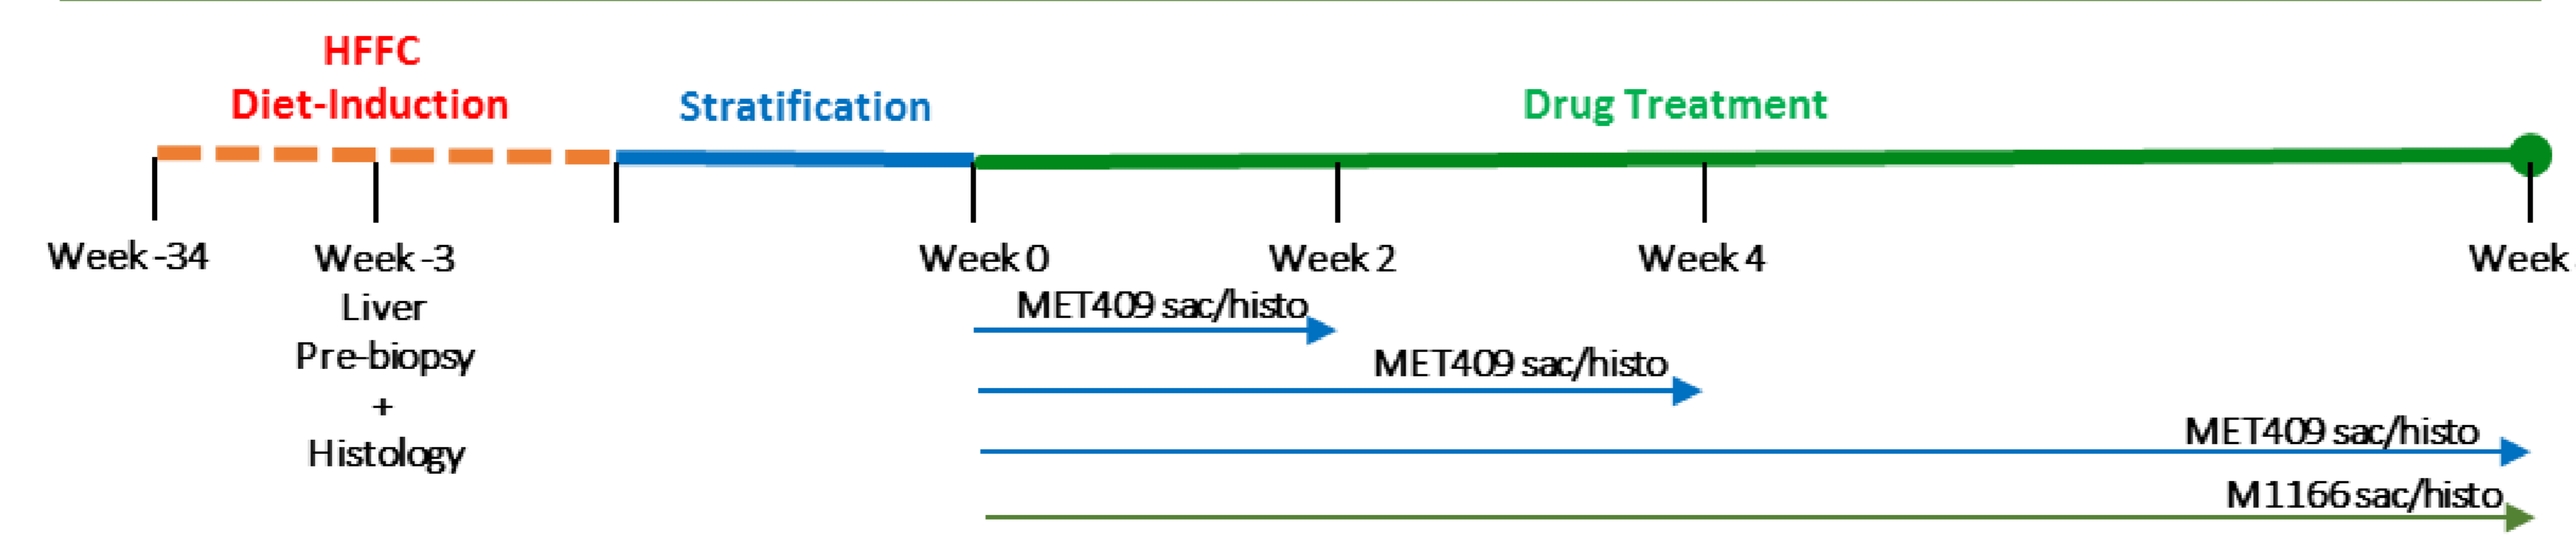 HFFC
Diet-Induction
Stratification
Drug Treatment
Week -34
Week -3
Week 0
Week 2
Week 4
Week
Liver
Pre-biopsy
+
Histology
MET409 sac/histo
MET409 sac/histo
MET409 sac/histo
M1166 sac/histo